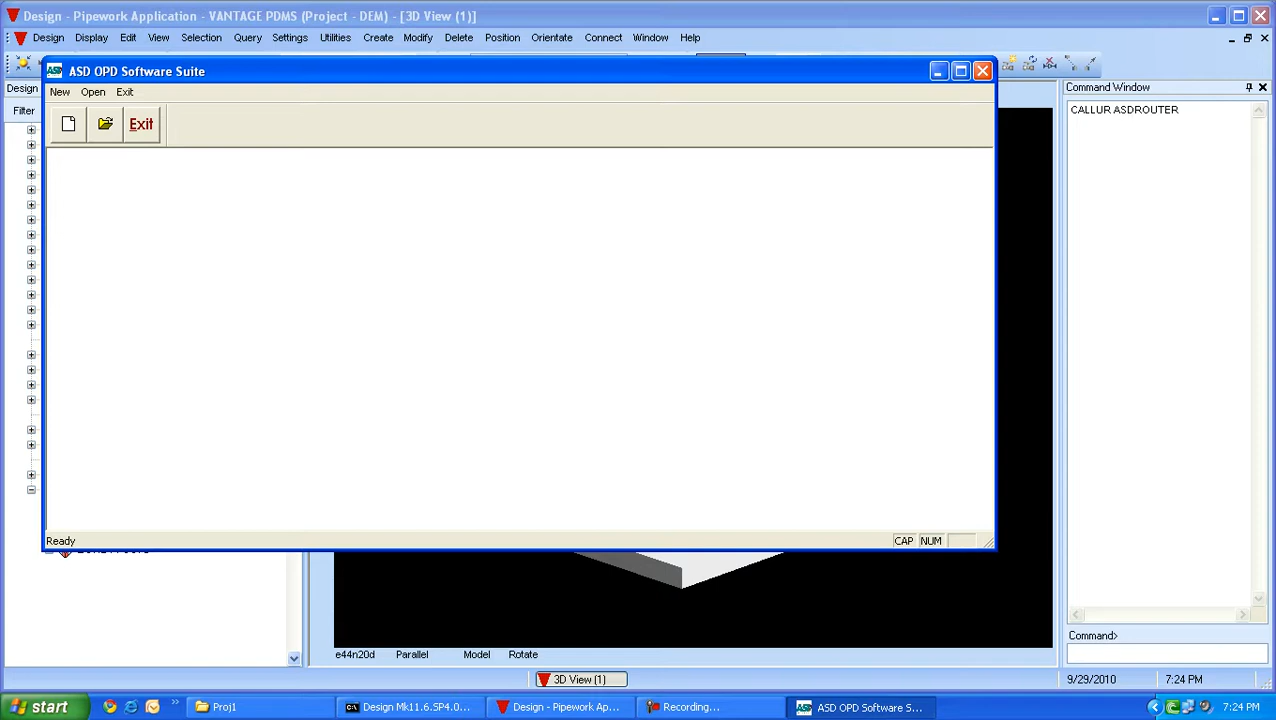 Design - Pipework Application - VANTAGE PDMS (Project - DEM) - [3D View (1)]
Design Display Edit View Selection Query Settings Utilities Create Modify Delete Position Orientate Connect Window Help
ASD ASD OPD Software Suite
Design
Command Window
New Open Exit
Filter
CALLUR ASDROUTER
Exit
Ready
CAP NUM
Command>
e44n20d Parallel Model Rotate
3D View (1)
9/29/2010 7:24 PM
start
Proj1
Design Mk11.6.SP4.0...
Design - Pipework Ap...
Recording...
ASD OPD Software S...
7:24 PM